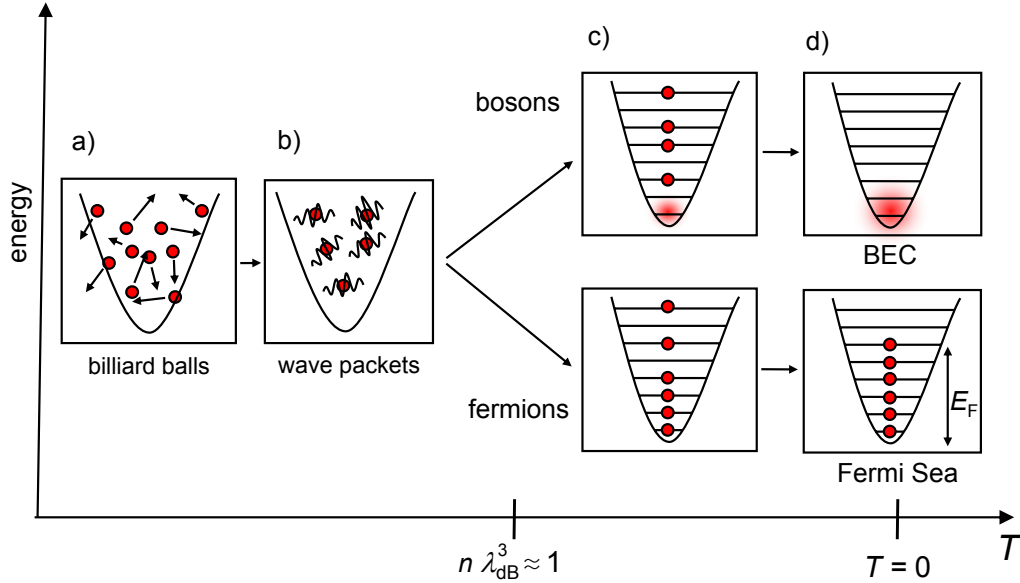 energy
a)
billiard balls
b)
wave packets
bosons
fermions
c)
d)
BEC
E_F
Fermi Sea
n λ_dB^3 ≈ 1
T = 0
T